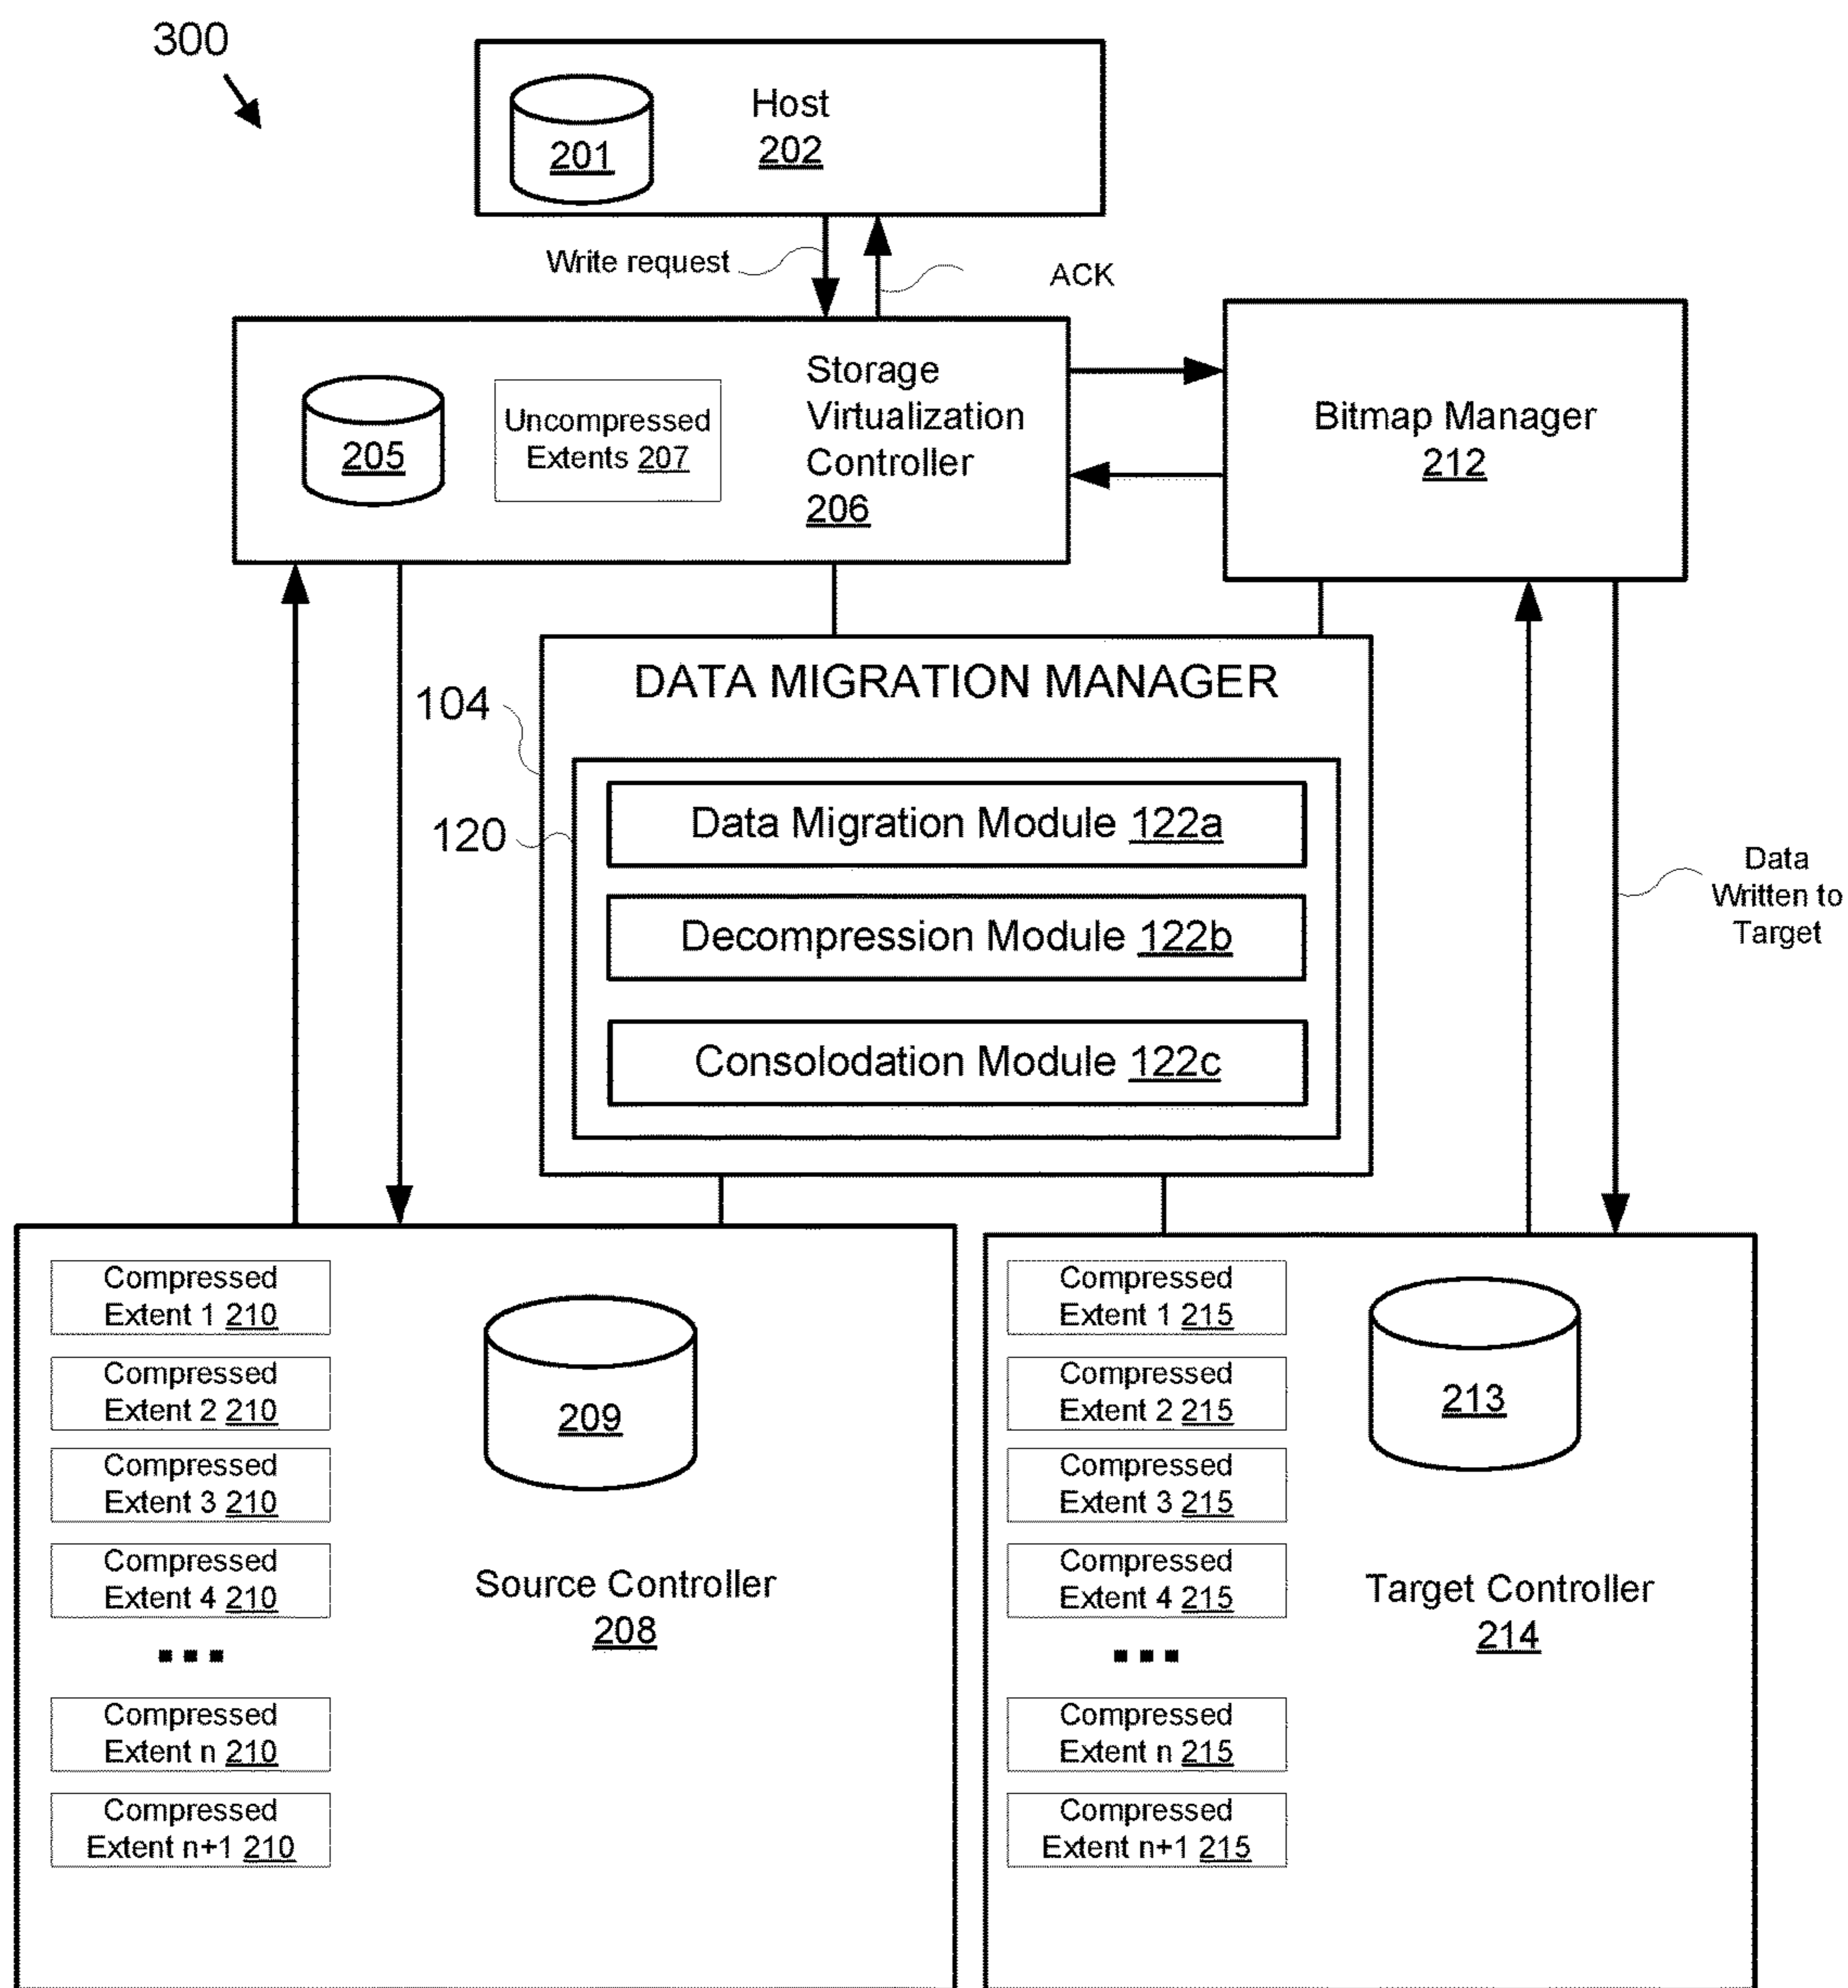 300
Host
202
201
Write request
ACK
Storage
Virtualization
Controller
206
205
Uncompressed
Extents 207
Bitmap Manager
212
DATA MIGRATION MANAGER
104
120
Data Migration Module 122a
Decompression Module 122b
Consolodation Module 122c
Data
Written to
Target
Compressed
Extent 1 210
Compressed
Extent 2 210
Compressed
Extent 3 210
Compressed
Extent 4 210
...
Compressed
Extent n 210
Compressed
Extent n+1 210
209
Source Controller
208
Compressed
Extent 1 215
Compressed
Extent 2 215
Compressed
Extent 3 215
Compressed
Extent 4 215
...
Compressed
Extent n 215
Compressed
Extent n+1 215
213
Target Controller
214